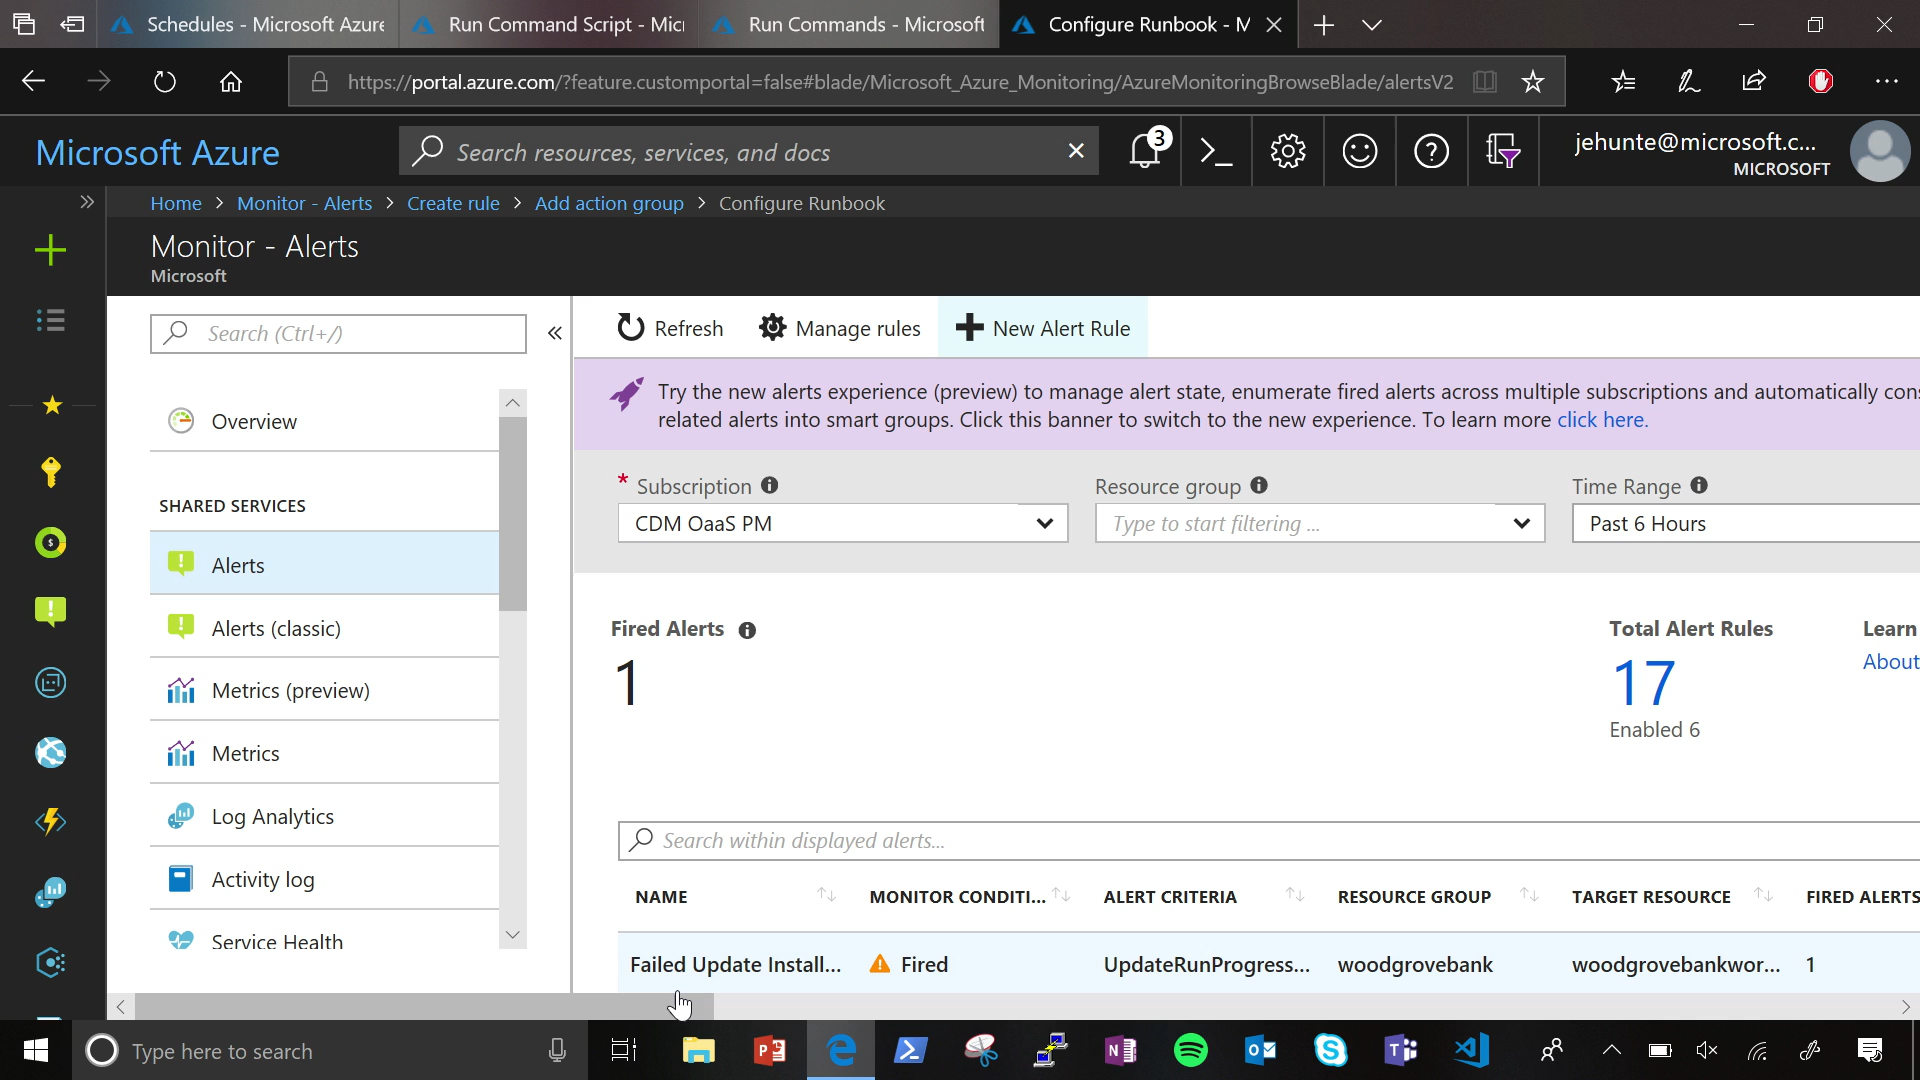 Schedules - Microsoft Azure
Run Command Script - Mic
Run Commands - Microsoft
Configure Runbook - M
https://portal.azure.com/?feature.customportal=false#blade/Microsoft_Azure_Monitoring/AzureMonitoringBrowseBlade/alertsV2
Microsoft Azure
Search resources, services, and docs
3
jehunte@microsoft.c...
MICROSOFT
Home > Monitor - Alerts > Create rule > Add action group > Configure Runbook
Monitor - Alerts
Microsoft
Search (Ctrl+/)
Overview
SHARED SERVICES
Alerts
Alerts (classic)
Metrics (preview)
Metrics
Log Analytics
Activity log
Service Health
Refresh
Manage rules
New Alert Rule
Try the new alerts experience (preview) to manage alert state, enumerate fired alerts across multiple subscriptions and automatically cons
related alerts into smart groups. Click this banner to switch to the new experience. To learn more click here.
* Subscription
CDM OaaS PM
Resource group
Type to start filtering ...
Time Range
Past 6 Hours
Fired Alerts
1
Total Alert Rules
17
Enabled 6
Learn
About
Search within displayed alerts...
NAME MONITOR CONDITI... ALERT CRITERIA RESOURCE GROUP TARGET RESOURCE FIRED ALERTS
Failed Update Install... Fired UpdateRunProgress... woodgrovebank woodgrovebankwor... 1
Type here to search